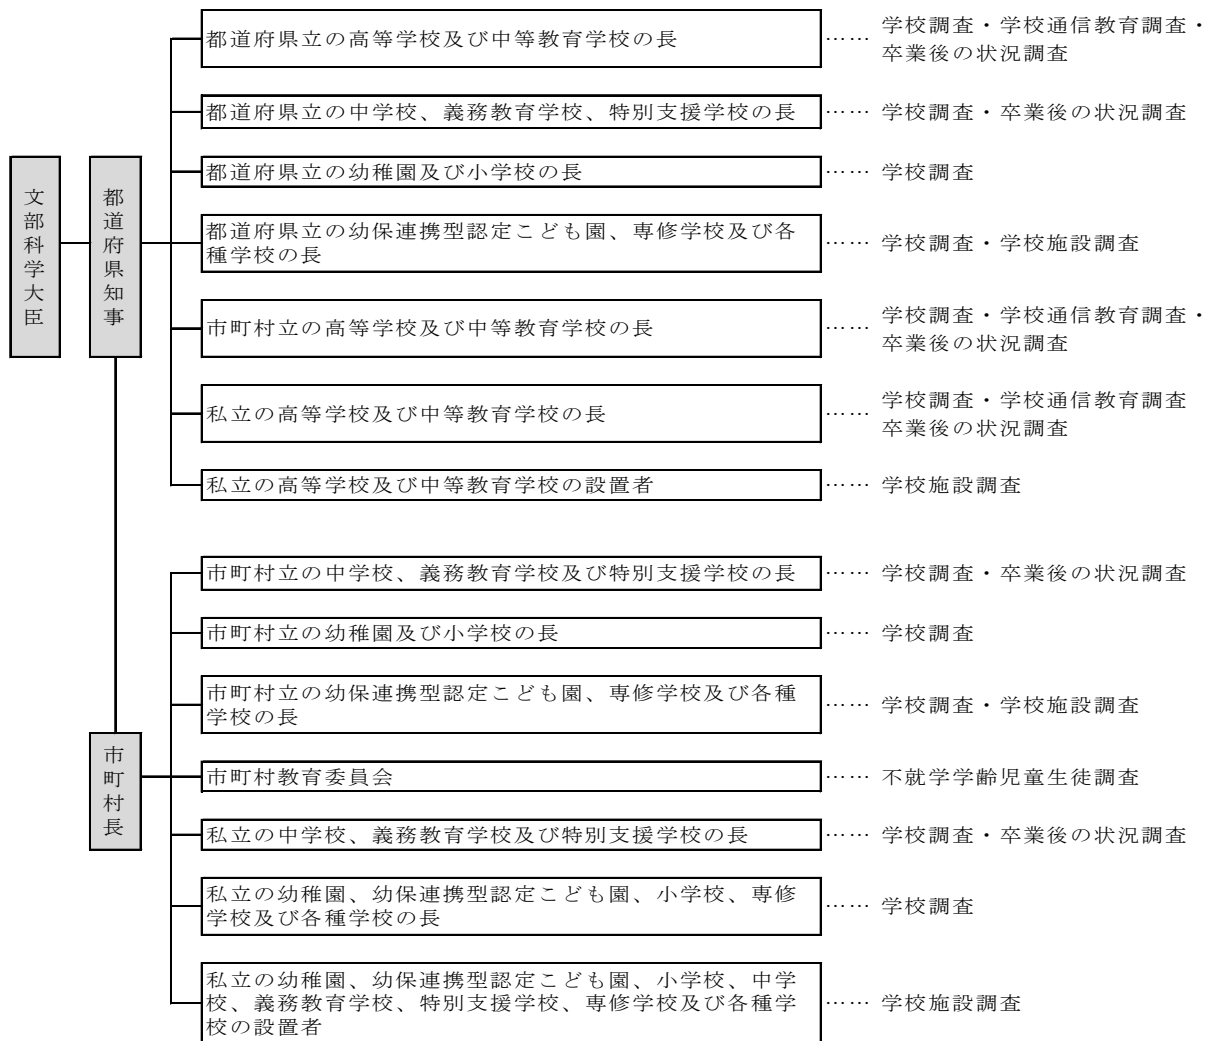 文部科学大臣
都道府県知事
都道府県立の高等学校及び中等教育学校の長
…… 学校調査・学校通信教育調査・
卒業後の状況調査
都道府県立の中学校、義務教育学校、特別支援学校の長
…… 学校調査・卒業後の状況調査
都道府県立の幼稚園及び小学校の長
…… 学校調査
都道府県立の幼保連携型認定こども園、専修学校及び各
種学校の長
…… 学校調査・学校施設調査
市町村立の高等学校及び中等教育学校の長
…… 学校調査・学校通信教育調査・
卒業後の状況調査
私立の高等学校及び中等教育学校の長
…… 学校調査・学校通信教育調査
卒業後の状況調査
私立の高等学校及び中等教育学校の設置者
…… 学校施設調査
市町村長
市町村立の中学校、義務教育学校及び特別支援学校の長
…… 学校調査・卒業後の状況調査
市町村立の幼稚園及び小学校の長
…… 学校調査
市町村立の幼保連携型認定こども園、専修学校及び各種
学校の長
…… 学校調査・学校施設調査
市町村教育委員会
…… 不就学学齢児童生徒調査
私立の中学校、義務教育学校及び特別支援学校の長
…… 学校調査・卒業後の状況調査
私立の幼稚園、幼保連携型認定こども園、小学校、専修
学校及び各種学校の長
…… 学校調査
私立の幼稚園、幼保連携型認定こども園、小学校、中学
校、義務教育学校、特別支援学校、専修学校及び各種学
校の設置者
…… 学校施設調査